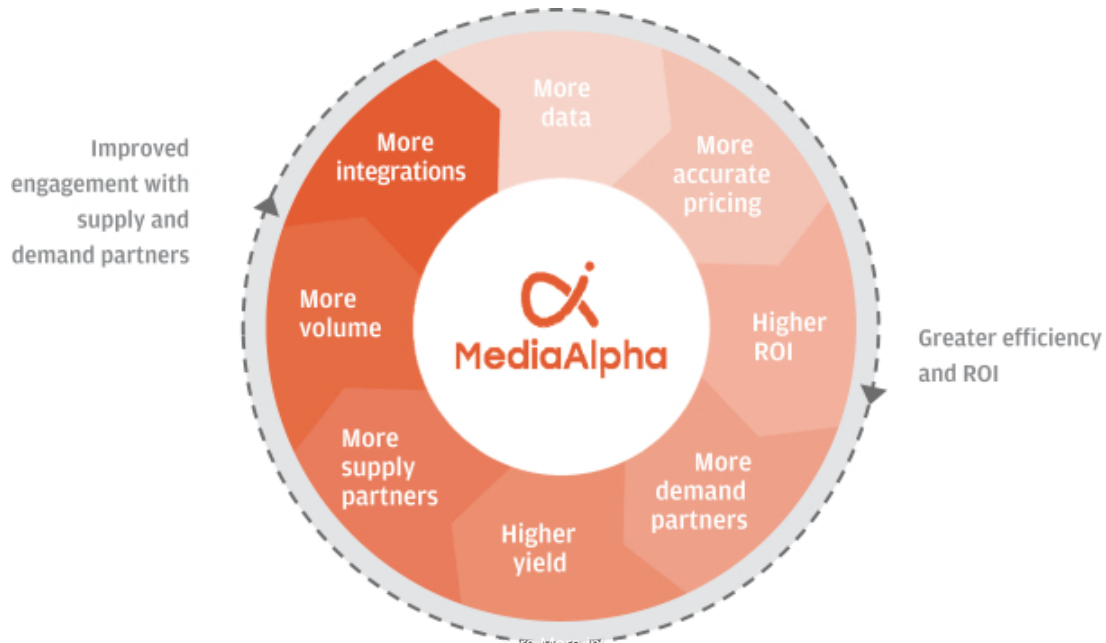 More
data
More
accurate
pricing
Higher
ROI
More
demand
partners
Higher
yield
More
supply
partners
More
volume
More
integrations
MediaAlpha
Improved
engagement with
supply and
demand partners
Greater efficiency
and ROI